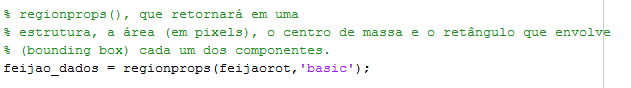 % regionprops(), que retornará em uma
% estrutura, a área (em pixels), o centro de massa e o retângulo que envolve
% (bounding box) cada um dos componentes.
feijao_dados = regionprops(feijaorot,'basic');